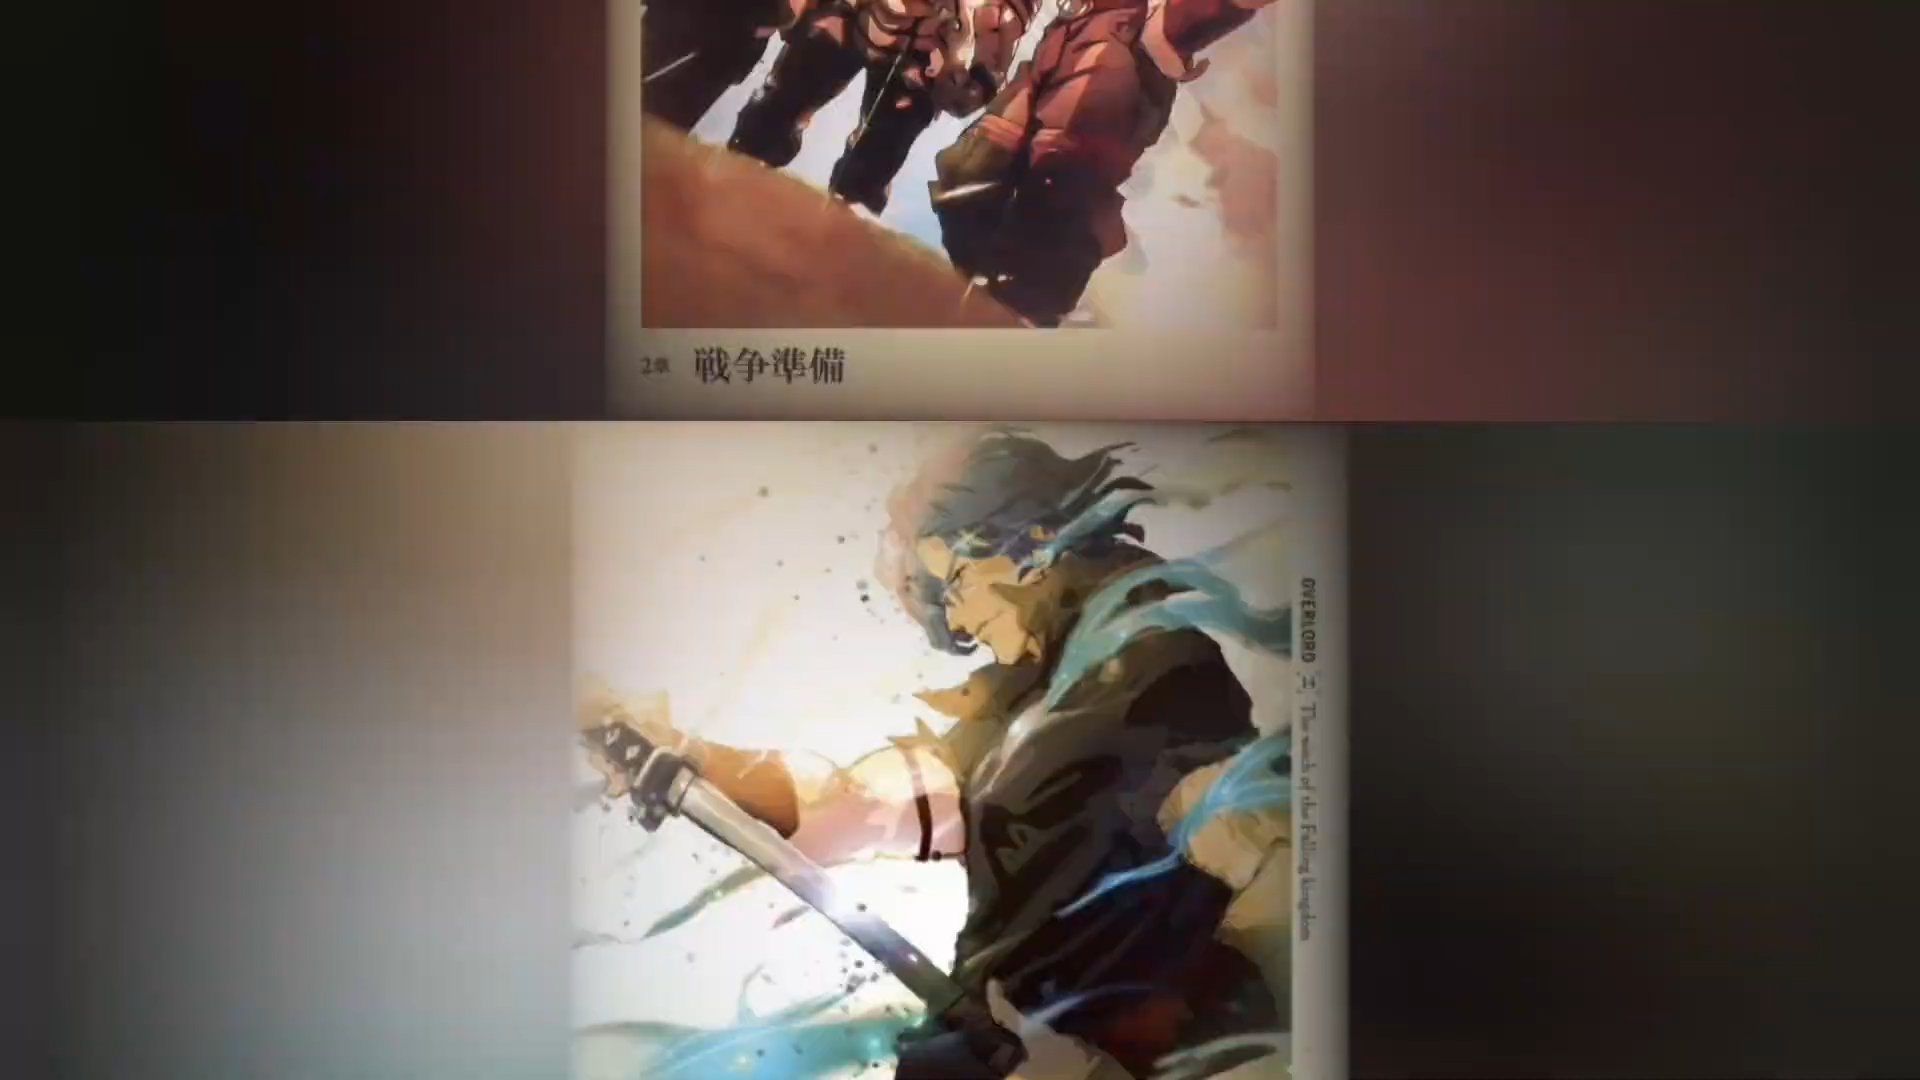 2章 戦争準備
OVERLORD [14] The witch of the Falling kingdom